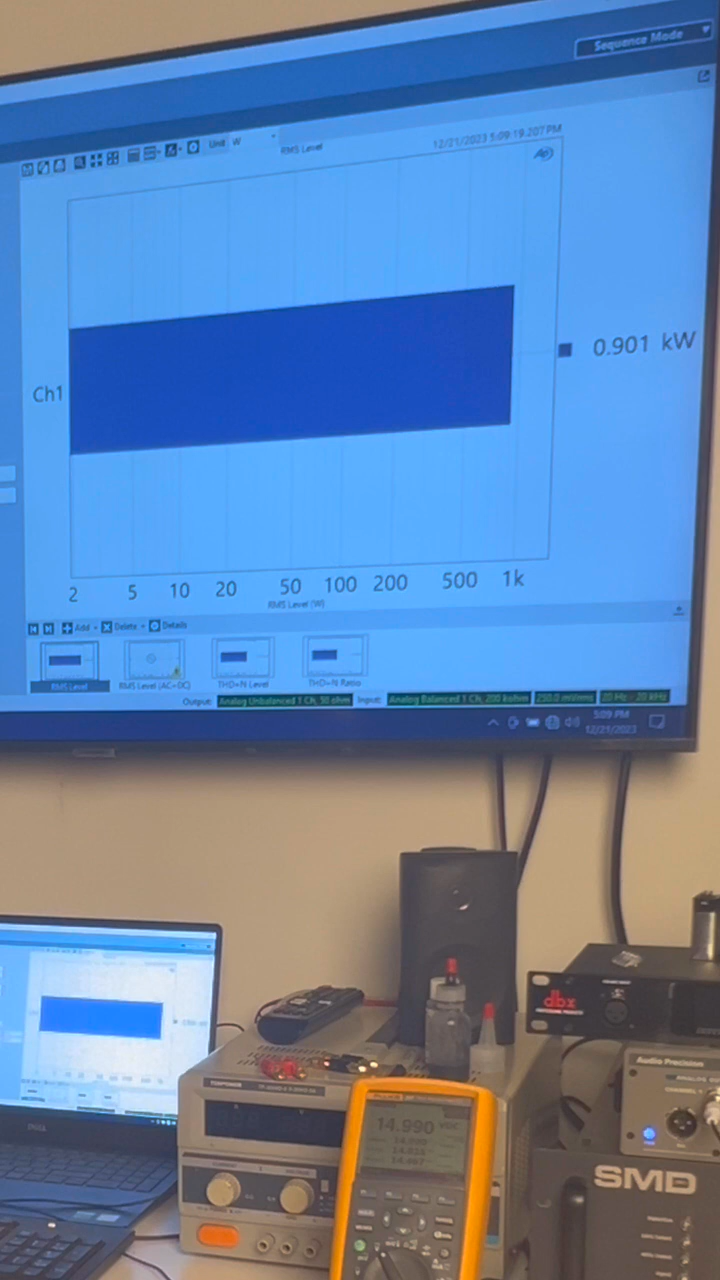 Sequence Mode
Unit W
RMS Level
12/21/2023 5:09:19.207 PM
Ch1
0.901 kW
2 5 10 20 50 100 200 500 1k
RMS Level (W)
Add Delete Details
RMS Level
RMS Level (AC+DC)
THD+N Level
THD+N Ratio
Output: Analog Unbalanced 1 Ch, 50 ohm Input: Analog Balanced 1 Ch, 200 kohm 20 Hz - 20 kHz
5:09 PM
12/21/2023
dbx
Audio Precision
DELL
14.990 VDC
SMD